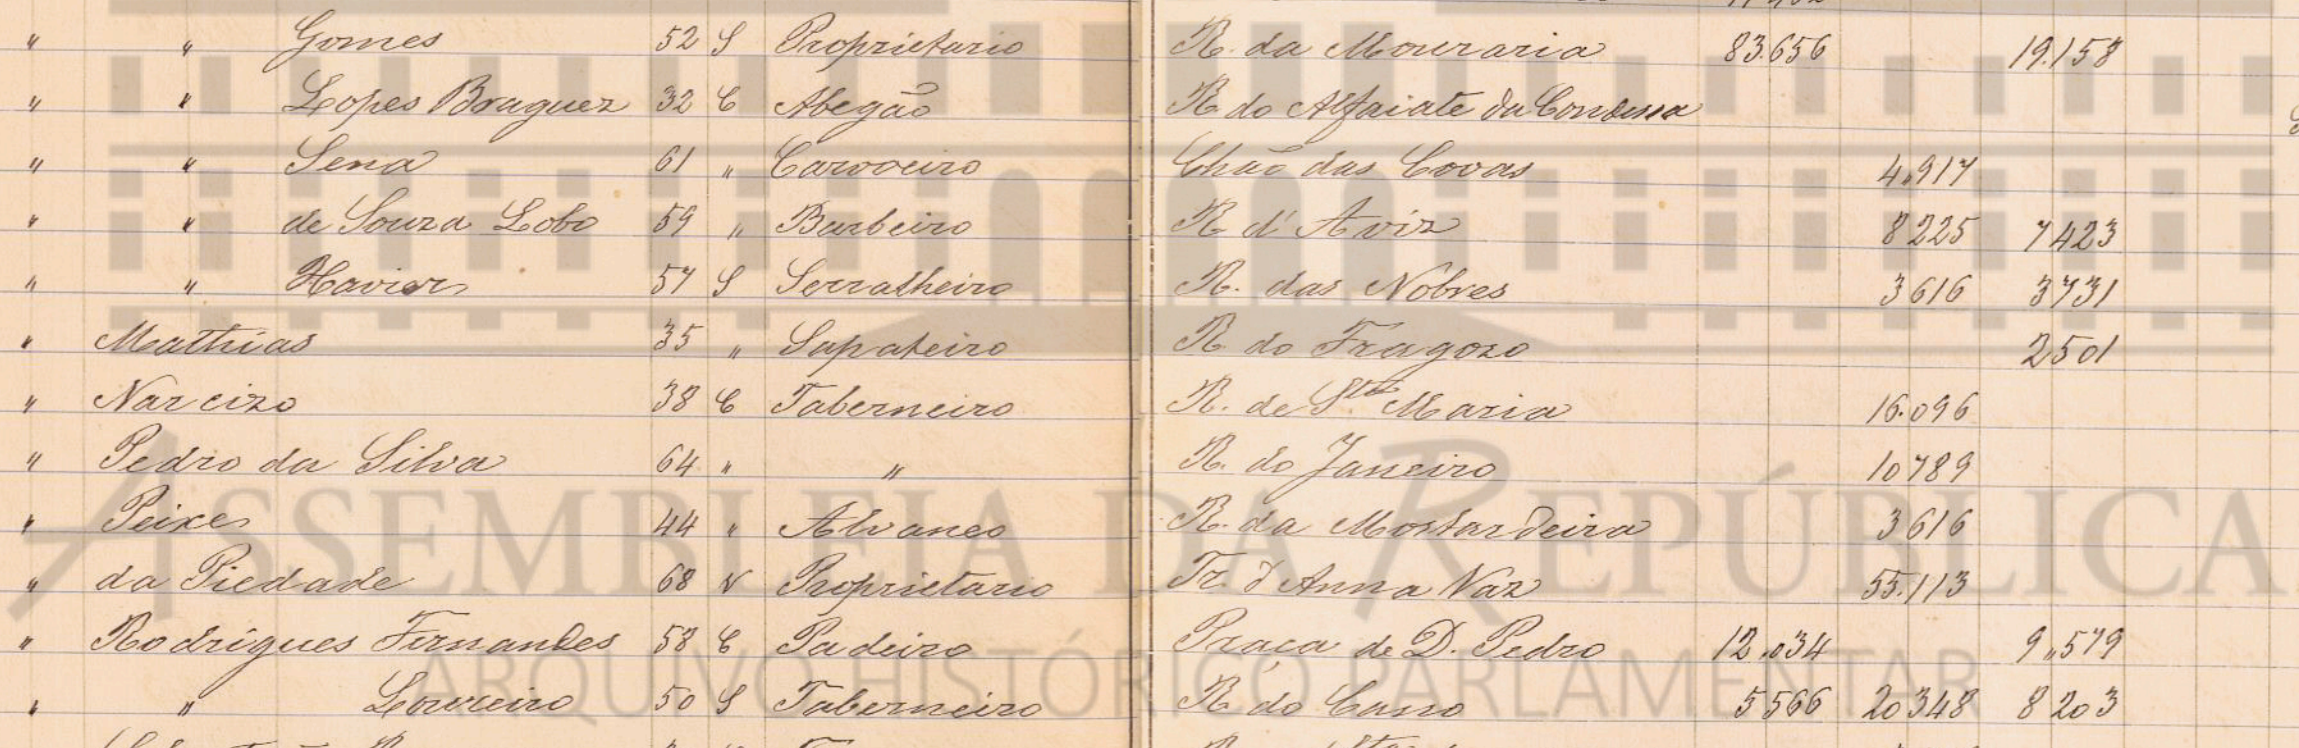 " " Gomes 52 S Proprietario R. da Mouraria 83.656 19.158
" " Lopes Braguez 32 C Abegão R do Alfaiate da Condessa
" " Sena 61 " Carvoeiro Chão das Covas 4.917
" " de Souza Lobo 59 " Barbeiro R d'Aviz 8225 7423
" " Xavier 57 S Serralheiro R. das Nobres 3616 3731
" Mathias 35 " Sapateiro R do Fragozo 2501
" Narcizo 38 C Taberneiro R. de Sta Maria 16.096
" Pedro da Silva 64 " " R. do Janeiro 10789
" Peixe 44 " Alvaneo R. da Mostardeira 3616
" da Piedade 68 V Proprietario Tr. d'Anna Vaz 55.113
" Rodrigues Fernandes 58 C Padeiro Praça de D. Pedro 12.034 9,579
" " Loureiro 50 S Taberneiro R do Cano 5566 20348 8203
ASSEMBLEIA DA REPÚBLICA
ARQUIVO HISTÓRICO PARLAMENTAR